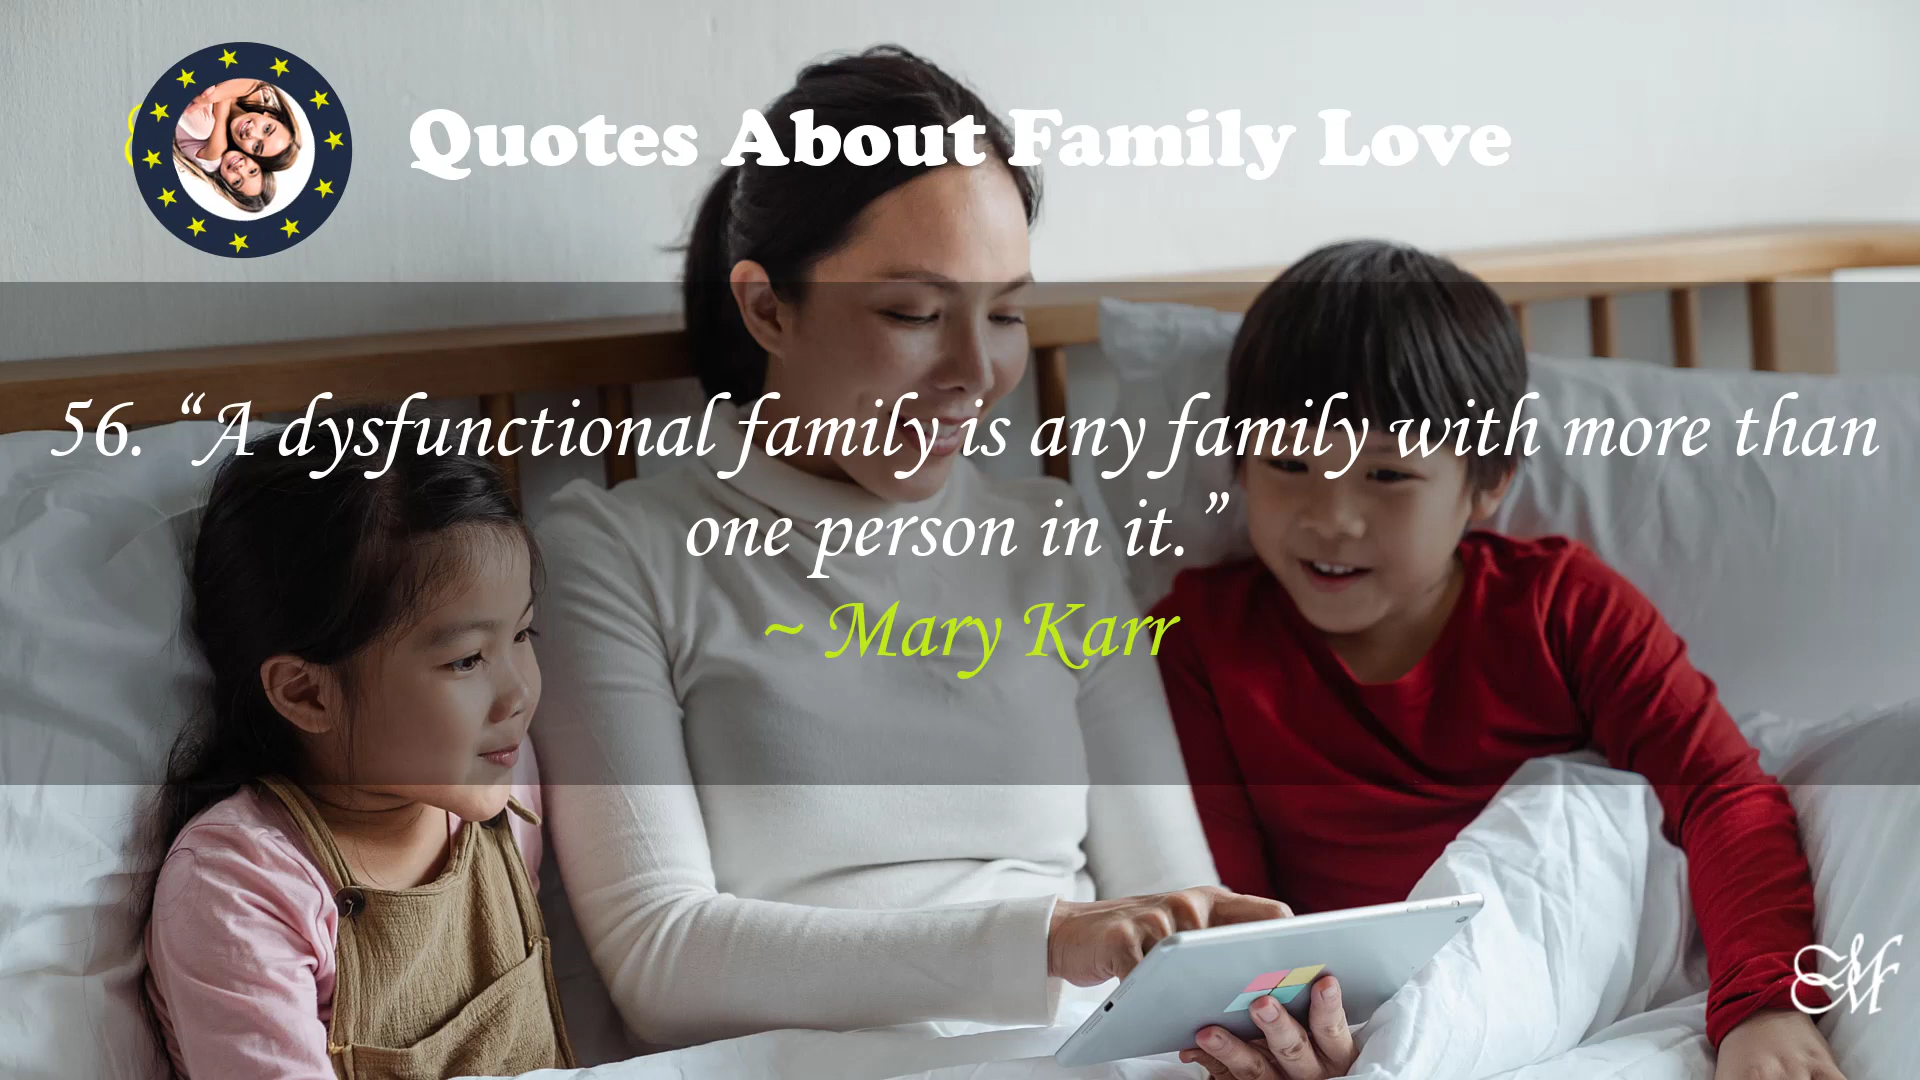 Quotes About Family Love
56. “A dysfunctional family is any family with more than
one person in it.”
~ Mary Karr